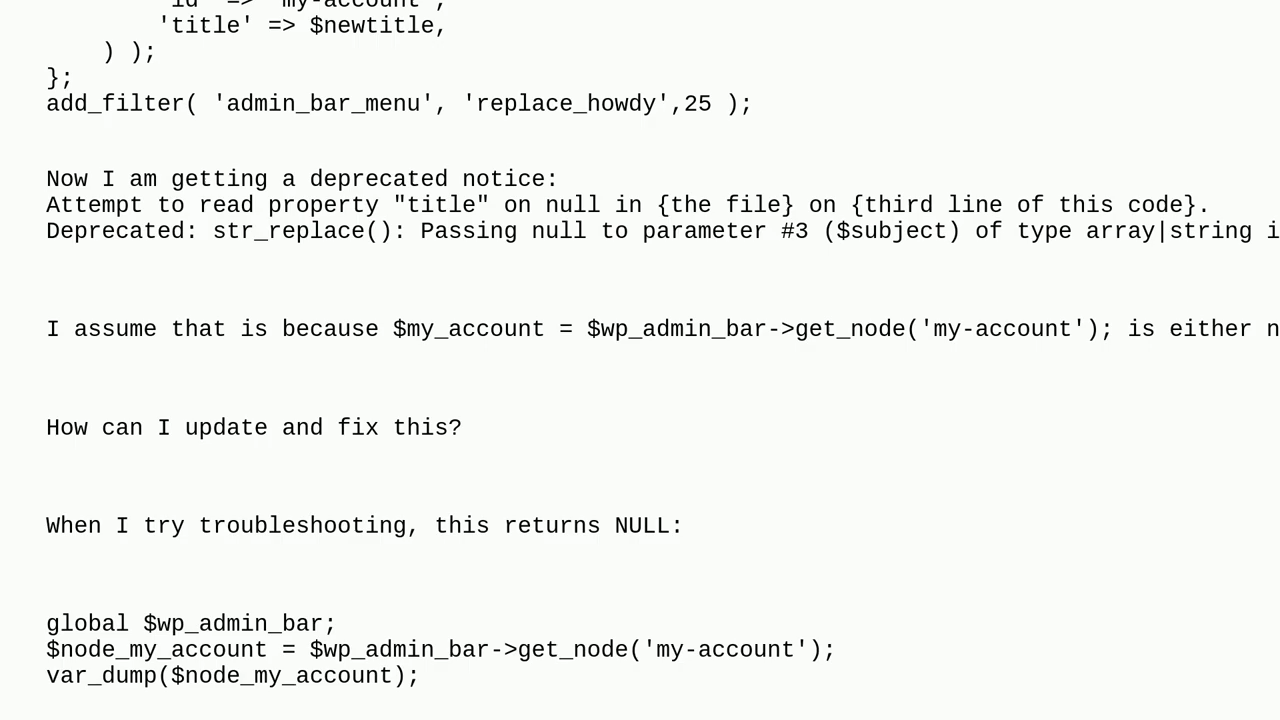 'id' => 'my-account',
'title' => $newtitle,
) );
};
add_filter( 'admin_bar_menu', 'replace_howdy',25 );
Now I am getting a deprecated notice:
Attempt to read property "title" on null in {the file} on {third line of this code}.
Deprecated: str_replace(): Passing null to parameter #3 ($subject) of type array|string i
I assume that is because $my_account = $wp_admin_bar->get_node('my-account'); is either n
How can I update and fix this?
When I try troubleshooting, this returns NULL:
global $wp_admin_bar;
$node_my_account = $wp_admin_bar->get_node('my-account');
var_dump($node_my_account);